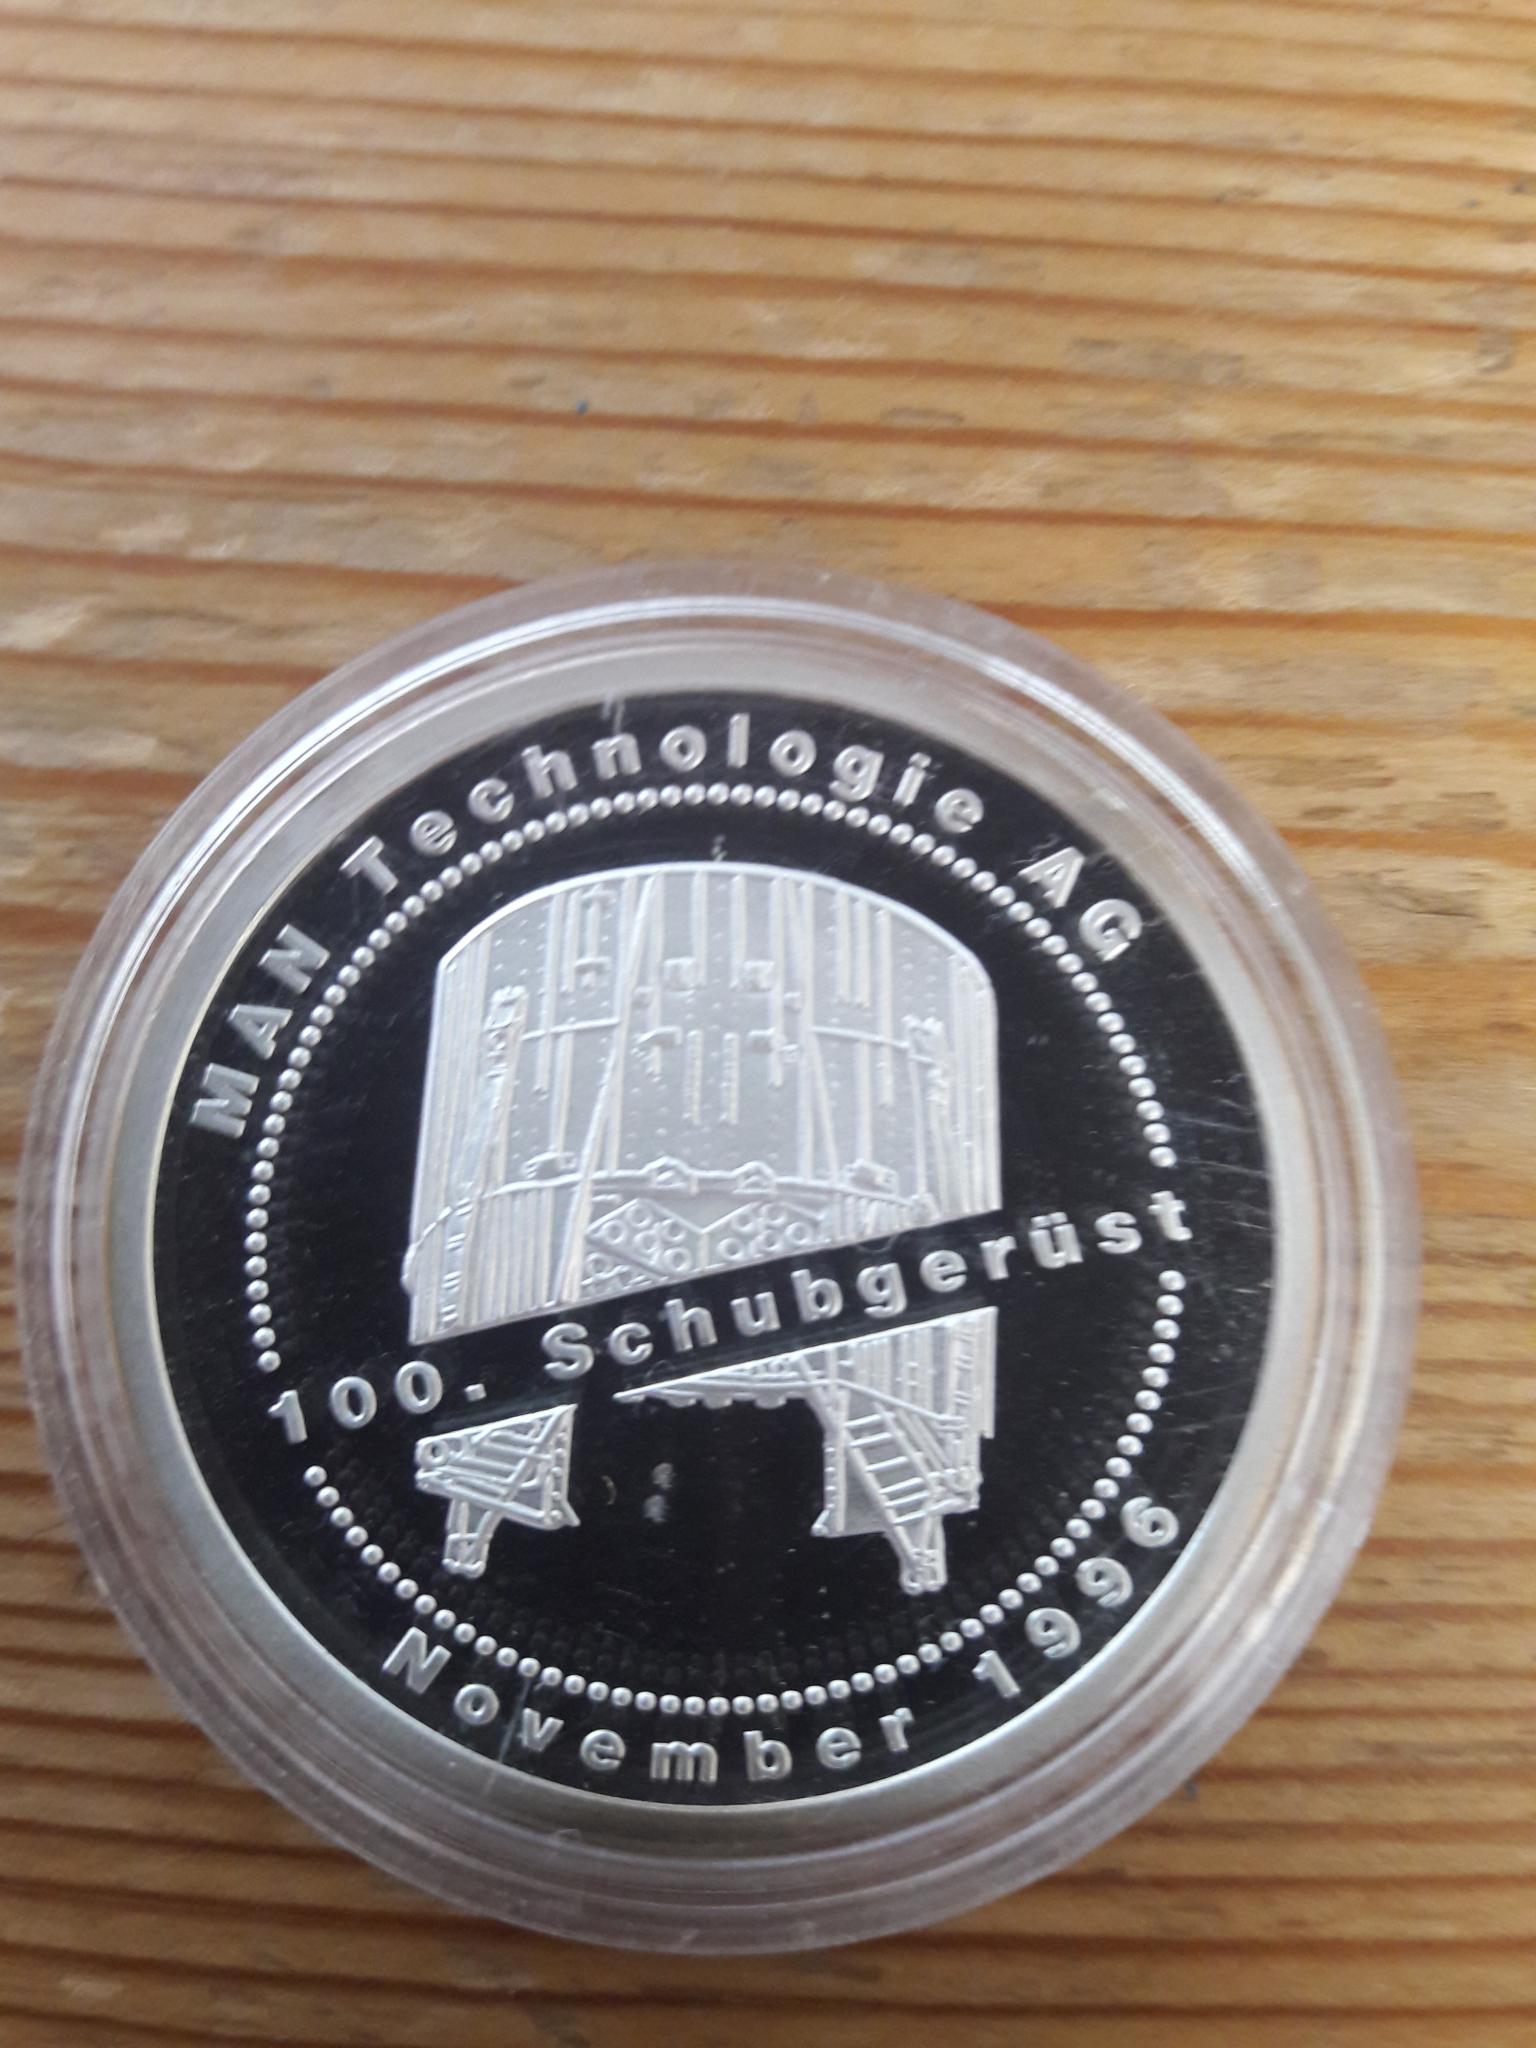 MAN Technologie AG
100. Schubgerüst
November 1996